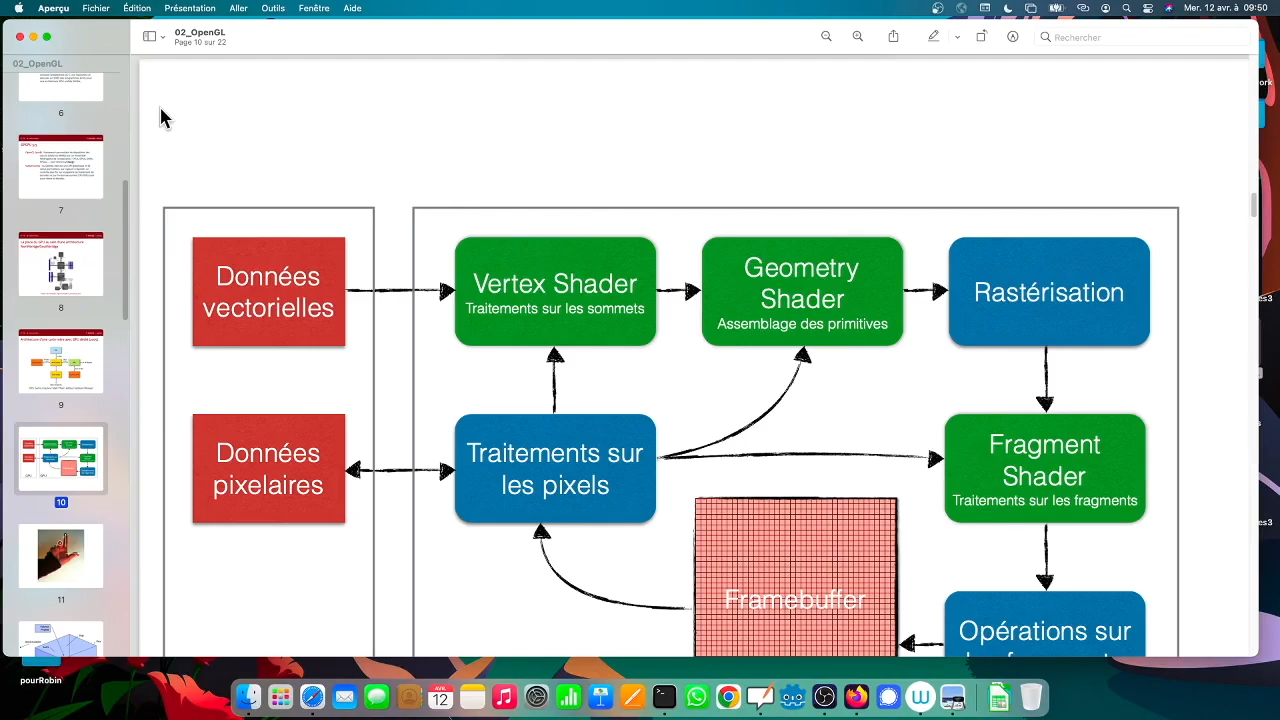 Aperçu Fichier Édition Présentation Aller Outils Fenêtre Aide
Mer. 12 avr. à 09:50
02_OpenGL
Page 10 sur 22
Rechercher
02_OpenGL
6
7
8
9
10
11
Données
vectorielles
Vertex Shader
Traitements sur les sommets
Geometry
Shader
Assemblage des primitives
Rastérisation
Données
pixelaires
Traitements sur
les pixels
Fragment
Shader
Traitements sur les fragments
Framebuffer
Opérations sur
pourRobin
AVR.
12